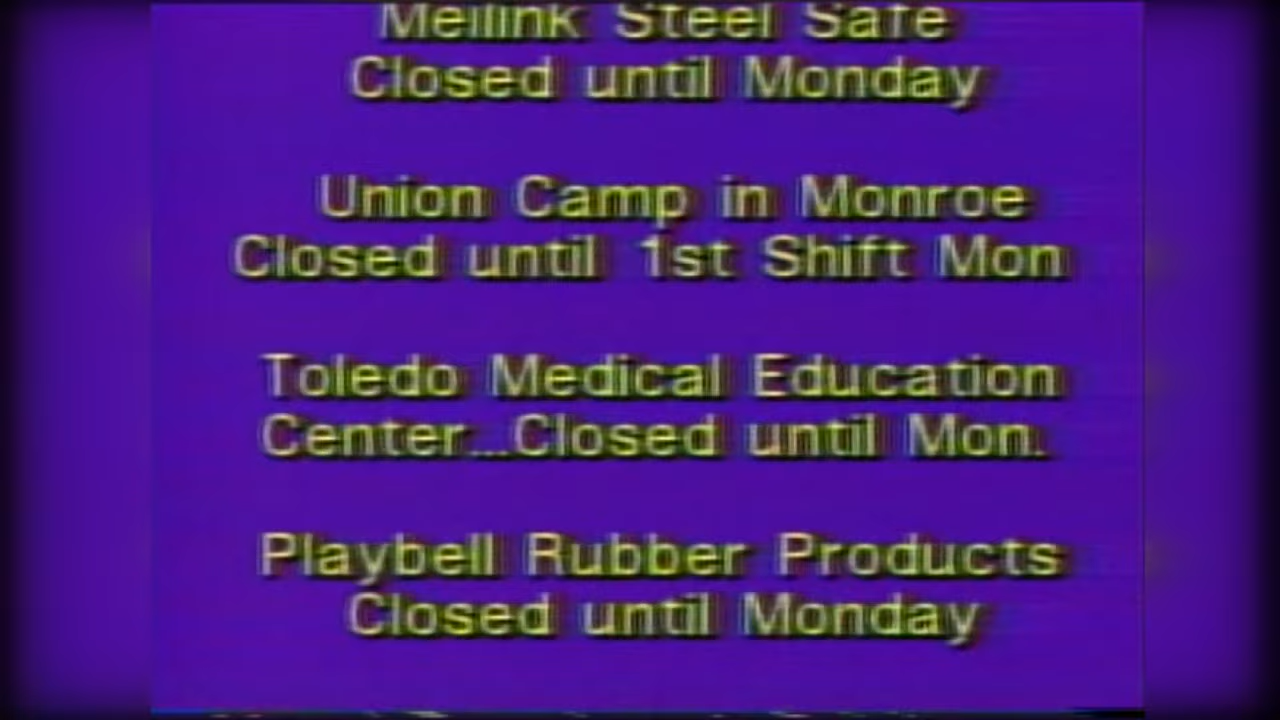 Meilink Steel Safe
Closed until Monday
Union Camp in Monroe
Closed until 1st Shift Mon
Toledo Medical Education
Center...Closed until Mon.
Playbell Rubber Products
Closed until Monday